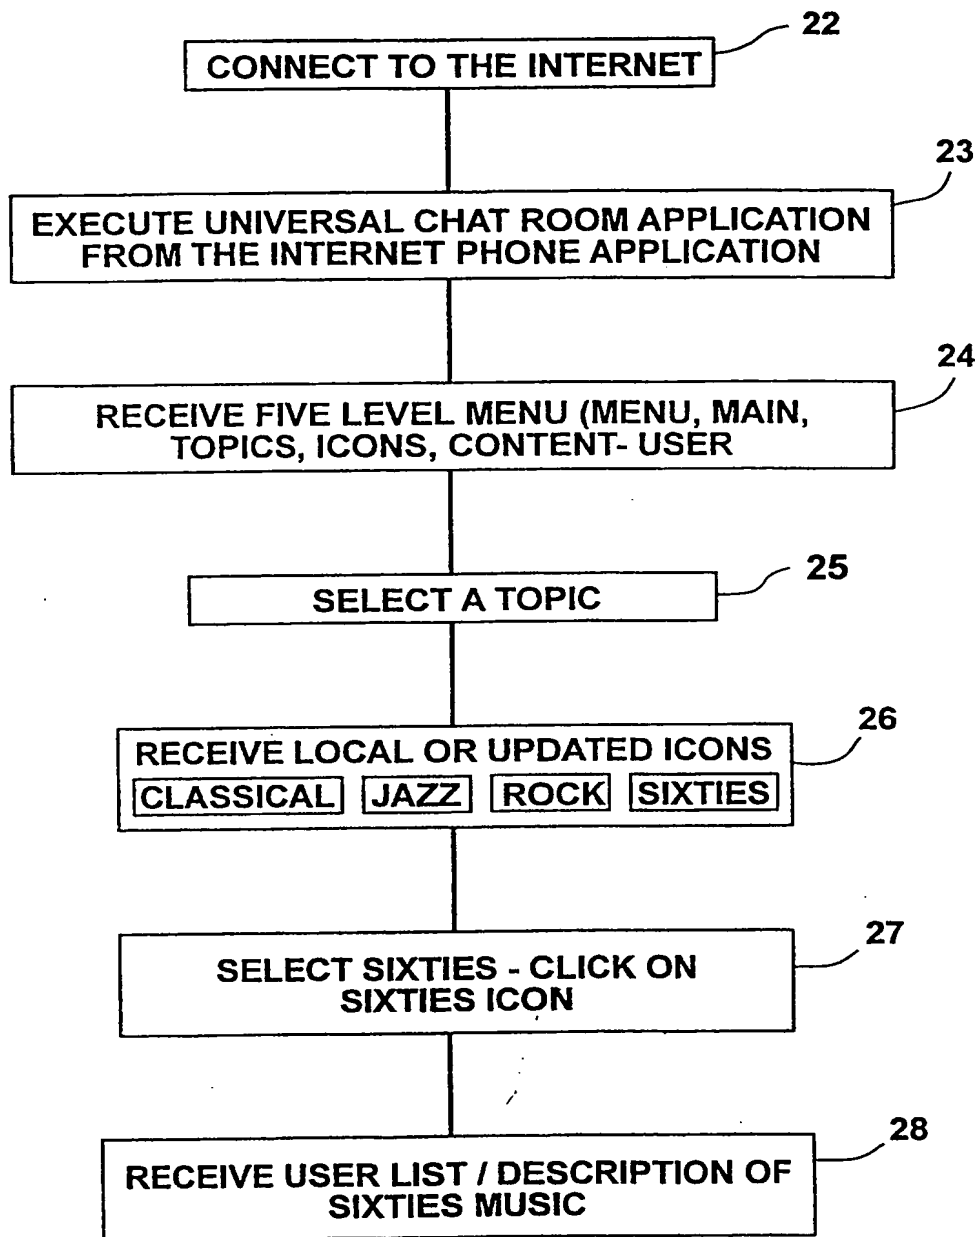 22
CONNECT TO THE INTERNET
23
EXECUTE UNIVERSAL CHAT ROOM APPLICATION
FROM THE INTERNET PHONE APPLICATION
24
RECEIVE FIVE LEVEL MENU (MENU, MAIN,
TOPICS, ICONS, CONTENT- USER
25
SELECT A TOPIC
26
RECEIVE LOCAL OR UPDATED ICONS
CLASSICAL JAZZ ROCK SIXTIES
27
SELECT SIXTIES - CLICK ON
SIXTIES ICON
28
RECEIVE USER LIST / DESCRIPTION OF
SIXTIES MUSIC